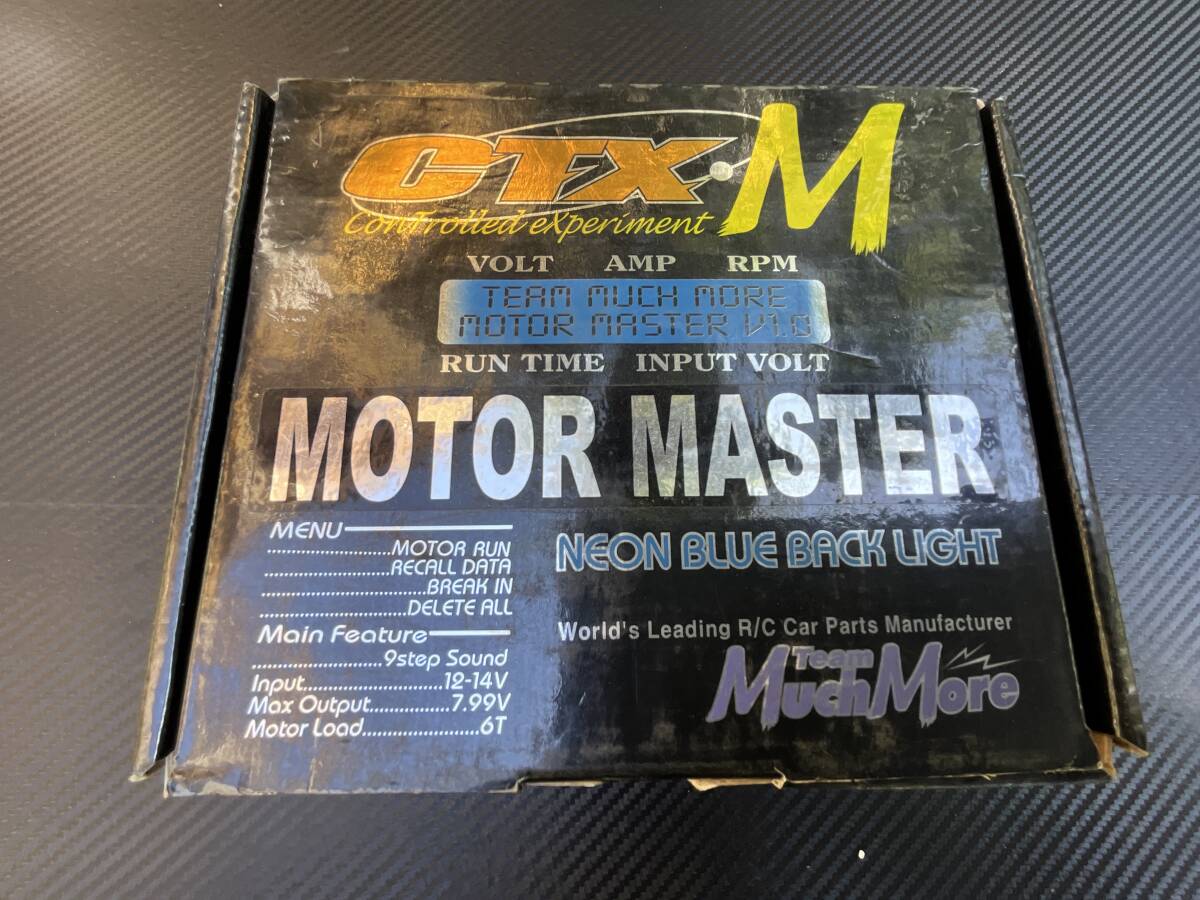 CTX·M
ConTrolled eXperiment
VOLT AMP RPM
TEAM MUCH MORE
MOTOR MASTER V1.0
RUN TIME INPUT VOLT
MOTOR MASTER
MENU
..........................MOTOR RUN
..........................RECALL DATA
..............................BREAK IN
..........................DELETE ALL
NEON BLUE BACK LIGHT
Main Feature
........................9step Sound
Input..........................12-14V
Max Output................7.99V
Motor Load......................6T
World's Leading R/C Car Parts Manufacturer
Team
MuchMore